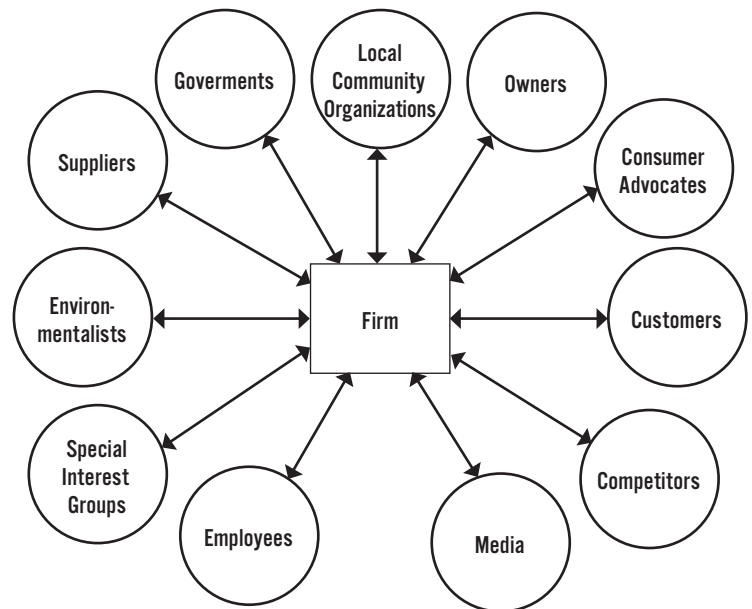 Goverments
Local
Community
Organizations
Owners
Suppliers
Consumer
Advocates
Environ-
mentalists
Firm
Customers
Special
Interest
Groups
Employees
Media
Competitors